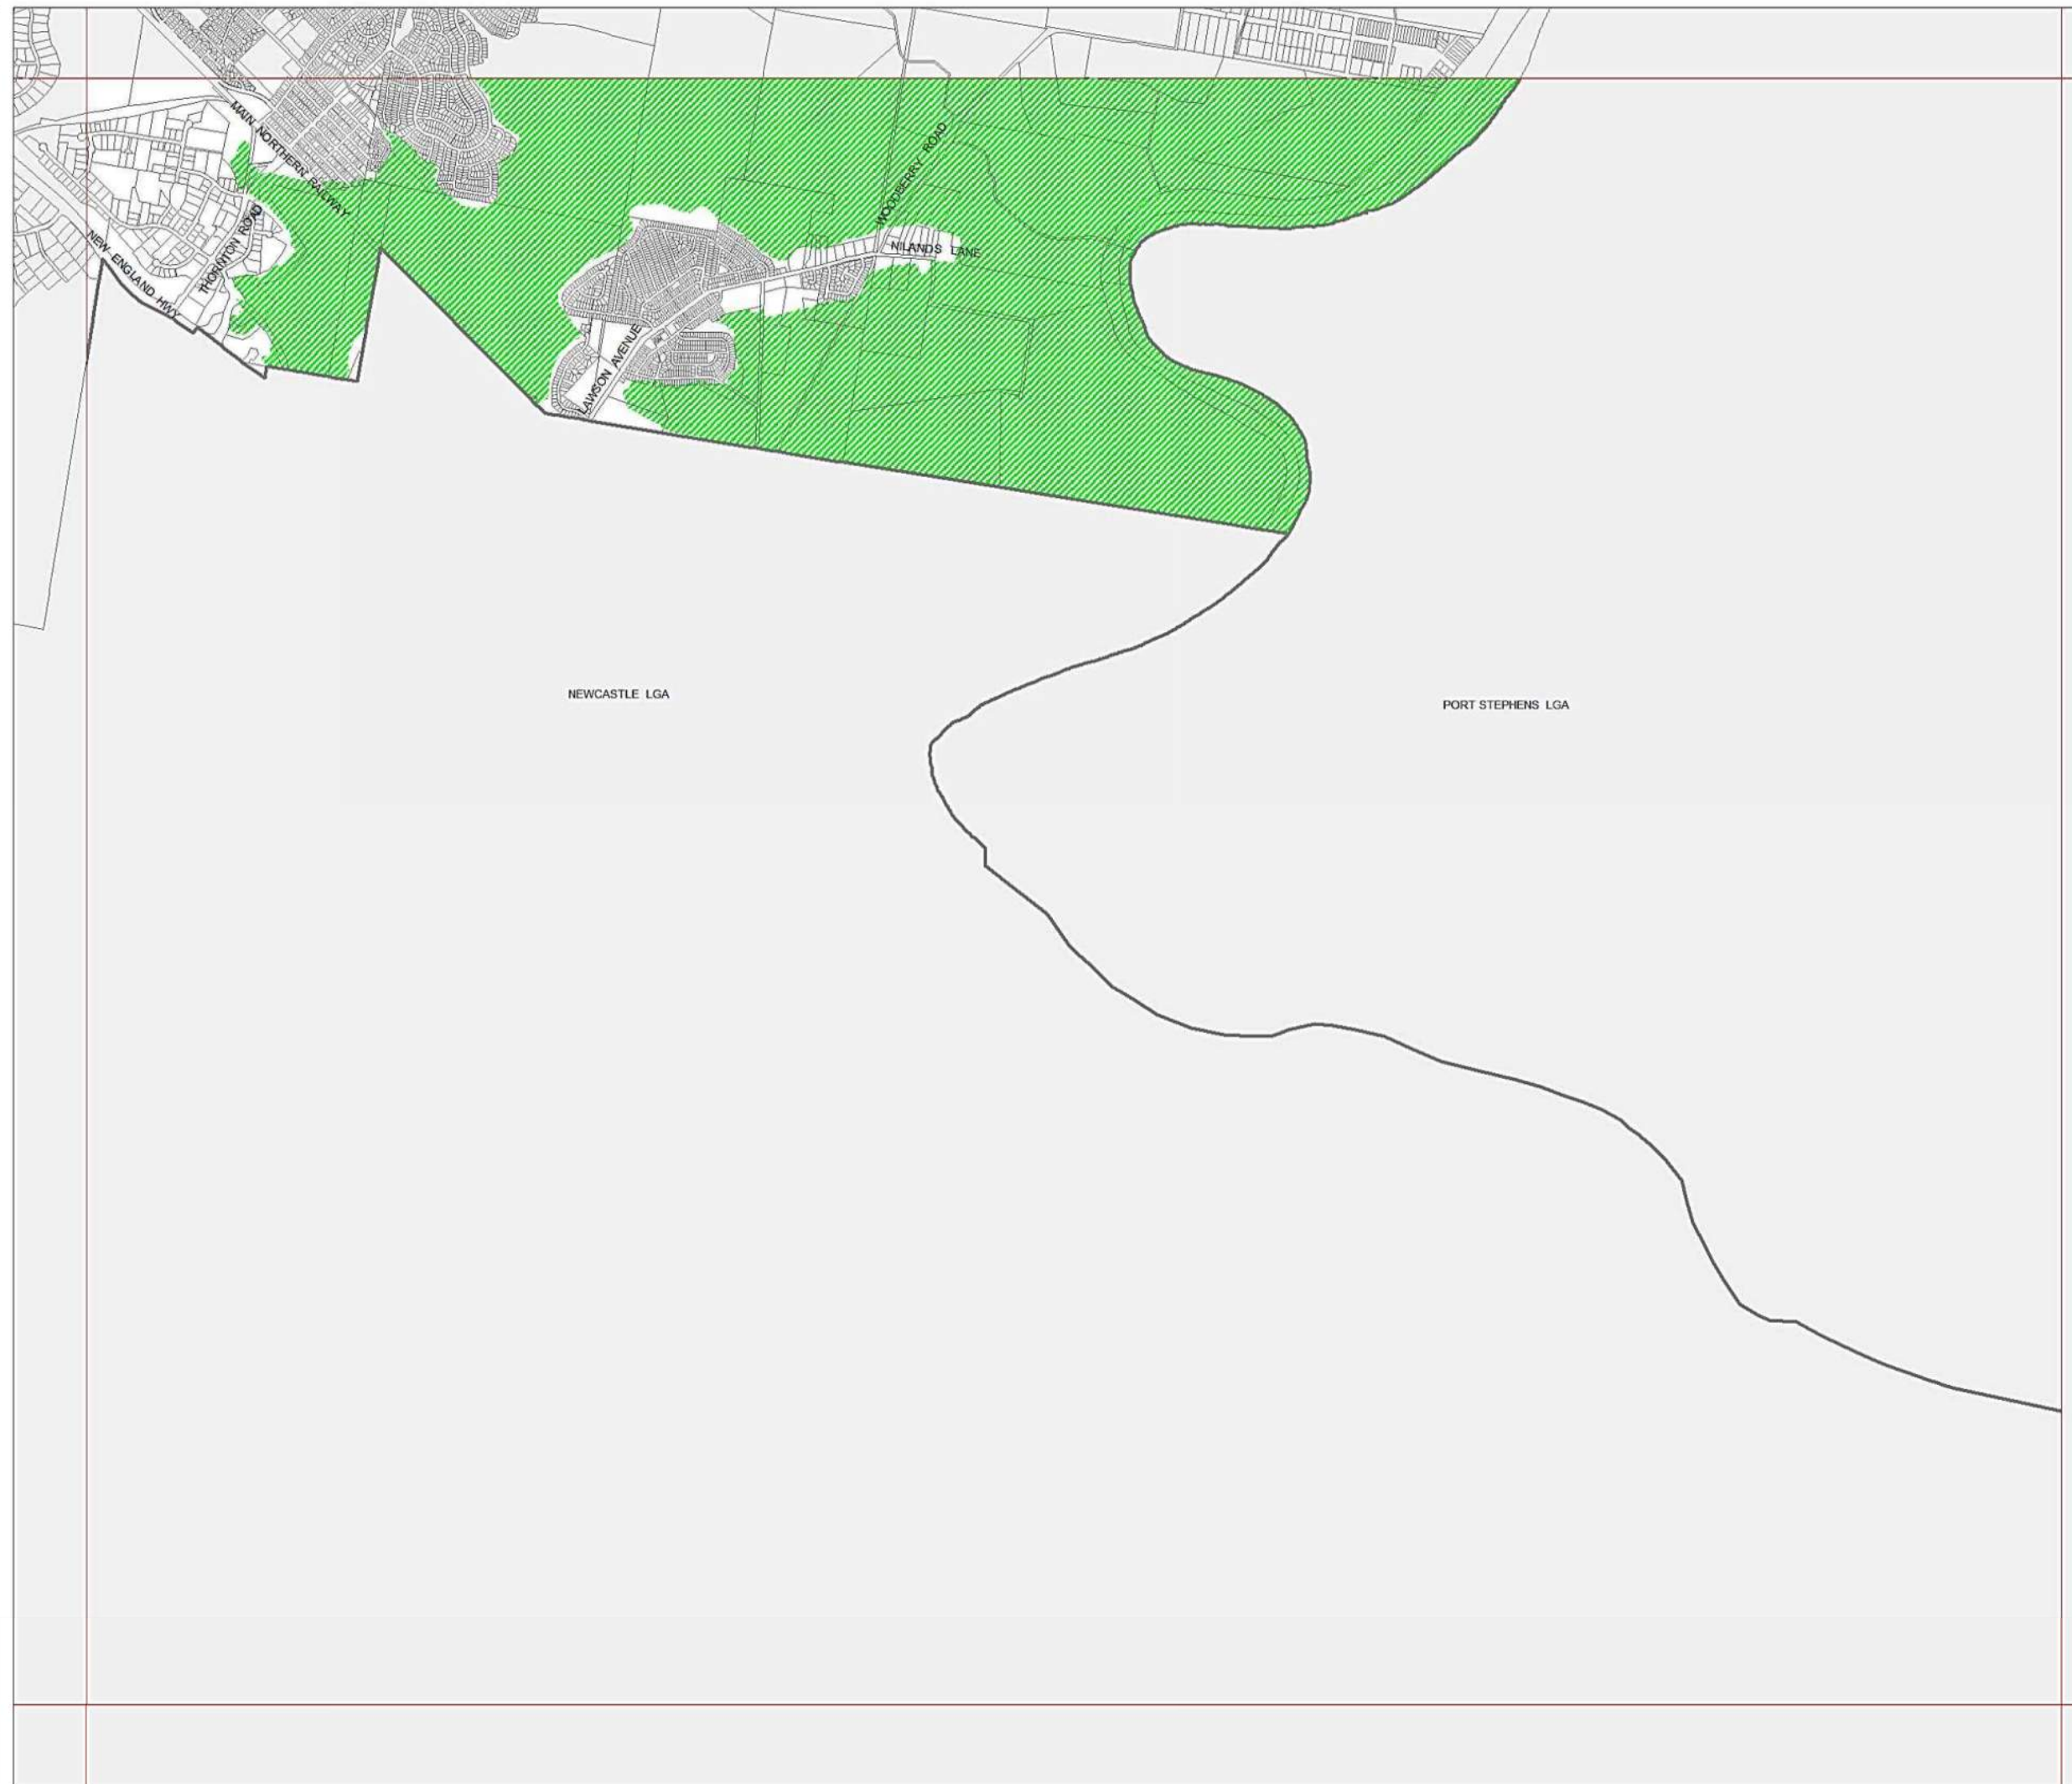 MAIN NORTHERN RAILWAY
WOODBERRY ROAD
THORNTON ROAD
NEW ENGLAND HWY
NILANDS LANE
LAWSON AVENUE
NEWCASTLE LGA
PORT STEPHENS LGA